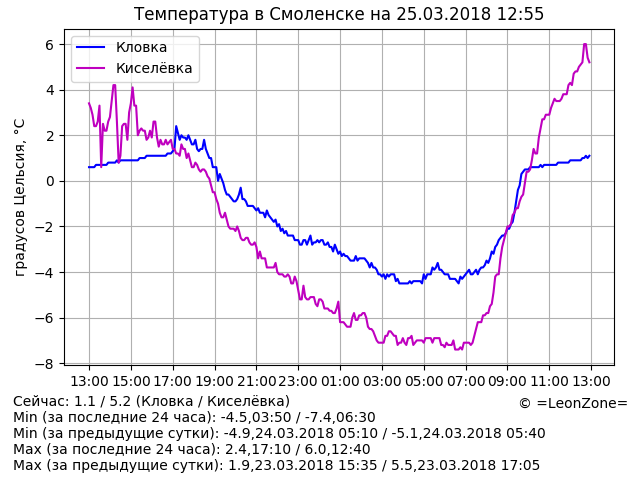 Температура в Смоленске на 25.03.2018 12:55
Кловка
Киселёвка
градусов Цельсия, °C
6
4
2
0
−2
−4
−6
−8
13:00 15:00 17:00 19:00 21:00 23:00 01:00 03:00 05:00 07:00 09:00 11:00 13:00
Сейчас: 1.1 / 5.2 (Кловка / Киселёвка)
© =LeonZone=
Min (за последние 24 часа): -4.5,03:50 / -7.4,06:30
Min (за предыдущие сутки): -4.9,24.03.2018 05:10 / -5.1,24.03.2018 05:40
Max (за последние 24 часа): 2.4,17:10 / 6.0,12:40
Max (за предыдущие сутки): 1.9,23.03.2018 15:35 / 5.5,23.03.2018 17:05